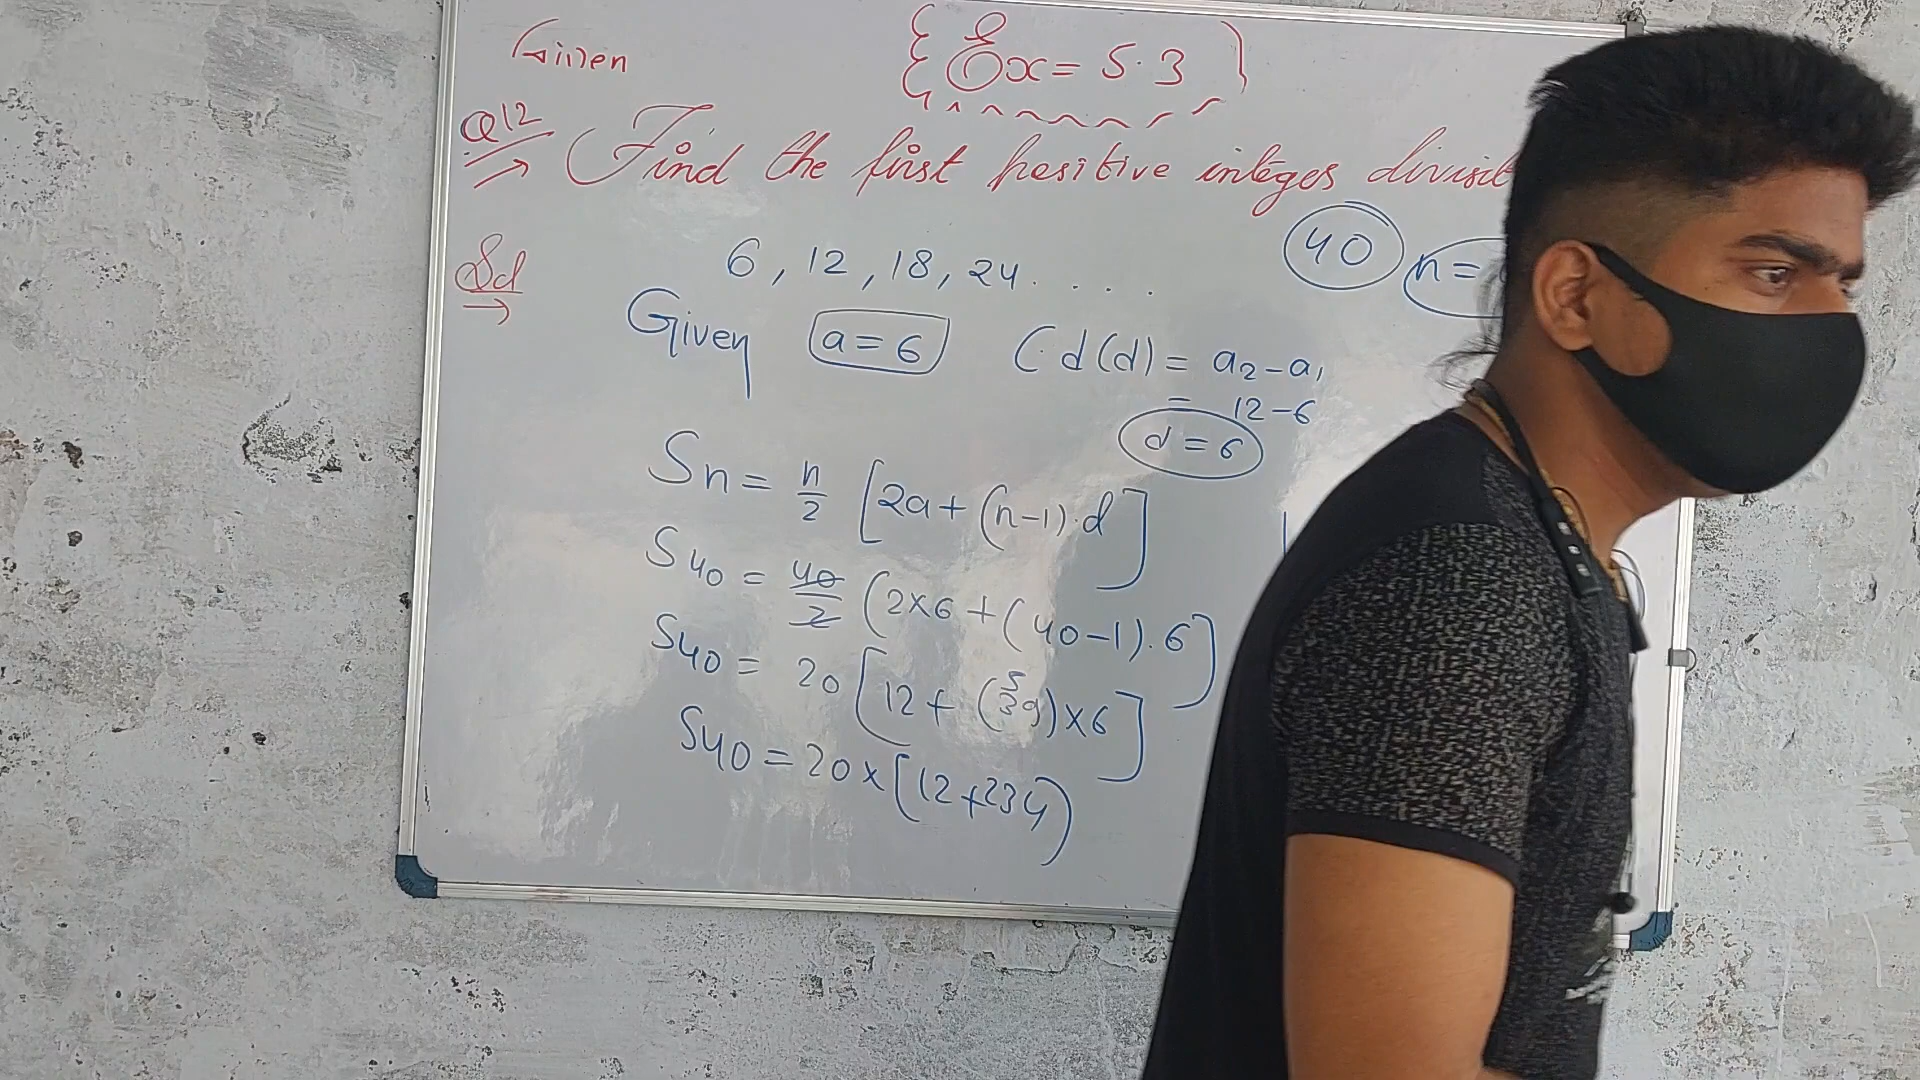 Given { Ex = 5.3 }
Q12 Find the first positive integers divisib
Sol 6, 12, 18, 24 . . . . 40 n =
Given a = 6 C.d(d) = a2 - a1
= 12 - 6
d = 6
Sn = n/2 [2a + (n-1).d]
S40 = 40/2 (2×6 + (40-1).6]
S40 = 20 [12 + (39)×6]
S40 = 20 × [12+234)